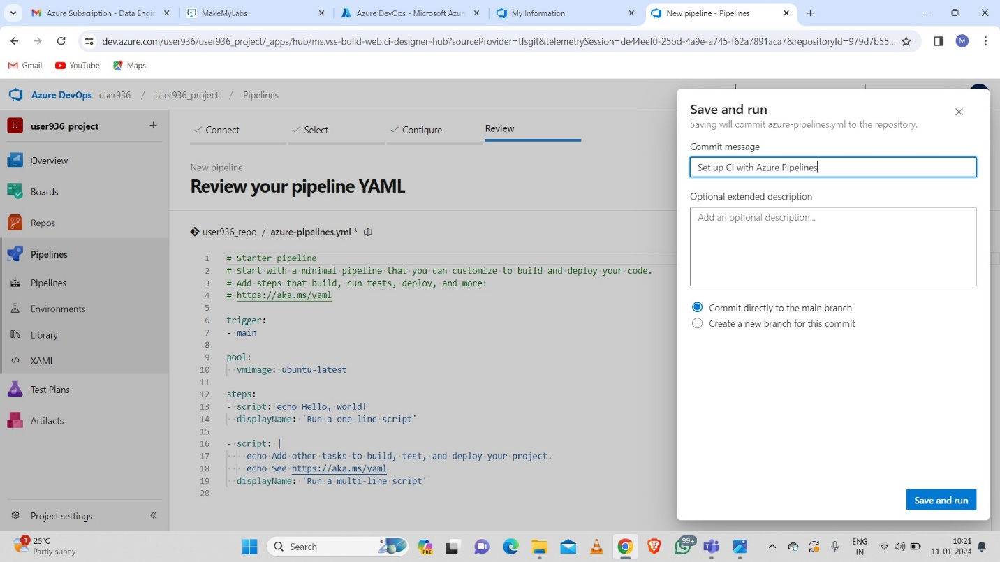 Azure Subscription - Data Engin
MakeMyLabs
Azure DevOps - Microsoft Azur
My Information
New pipeline - Pipelines
dev.azure.com/user936/user936_project/_apps/hub/ms.vss-build-web.ci-designer-hub?sourceProvider=tfsgit&telemetrySession=de44eef0-25bd-4a9e-a745-f62a7891aca7&repositoryId=979d7b55...
M
Gmail
YouTube
Maps
Azure DevOps user936 / user936_project / Pipelines
U user936_project +
Overview
Boards
Repos
Pipelines
Pipelines
Environments
Library
XAML
Test Plans
Artifacts
Project settings
Connect
Select
Configure
Review
New pipeline
Review your pipeline YAML
user936_repo / azure-pipelines.yml *
1 # Starter pipeline
2 # Start with a minimal pipeline that you can customize to build and deploy your code.
3 # Add steps that build, run tests, deploy, and more:
4 # https://aka.ms/yaml
5
6 trigger:
7 - main
8
9 pool:
10 vmImage: ubuntu-latest
11
12 steps:
13 - script: echo Hello, world!
14 displayName: 'Run a one-line script'
15
16 - script: |
17 echo Add other tasks to build, test, and deploy your project.
18 echo See https://aka.ms/yaml
19 displayName: 'Run a multi-line script'
20
Save and run
Saving will commit azure-pipelines.yml to the repository.
Commit message
Set up CI with Azure Pipelines
Optional extended description
Add an optional description...
Commit directly to the main branch
Create a new branch for this commit
Save and run
1
25°C
Partly sunny
Search
PRE
99+
ENG
IN
10:21
11-01-2024